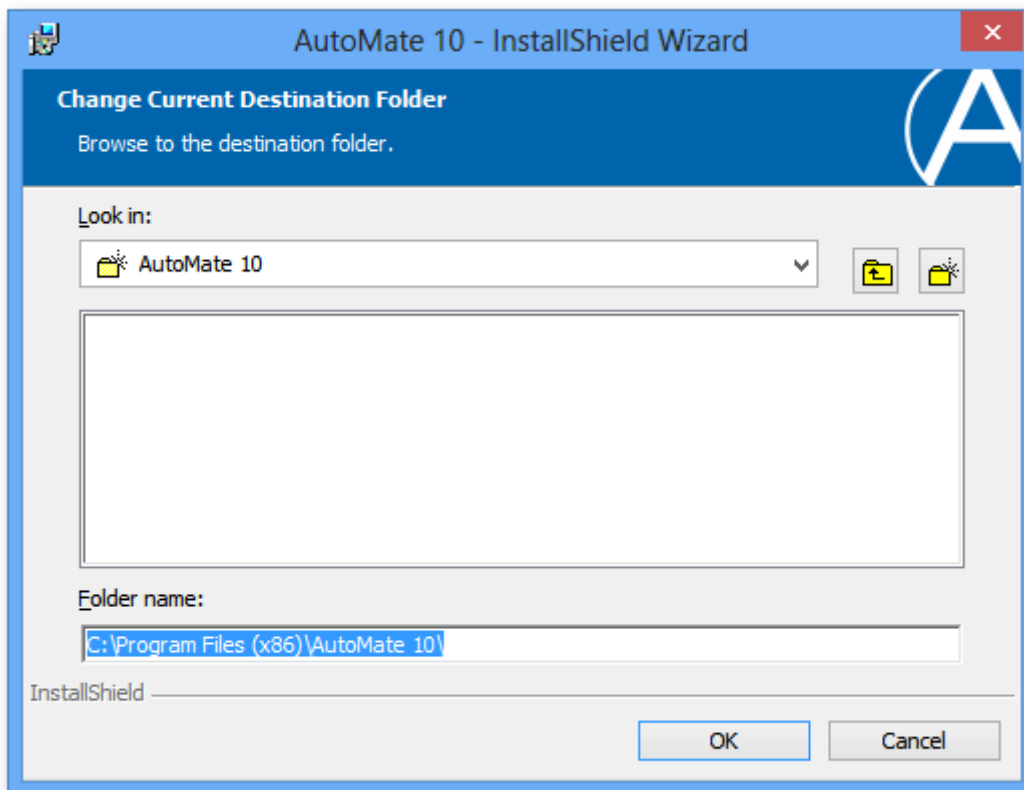 AutoMate 10 - InstallShield Wizard
Change Current Destination Folder
Browse to the destination folder.
Look in:
AutoMate 10
Folder name:
C:\Program Files (x86)\AutoMate 10\
InstallShield
OK Cancel